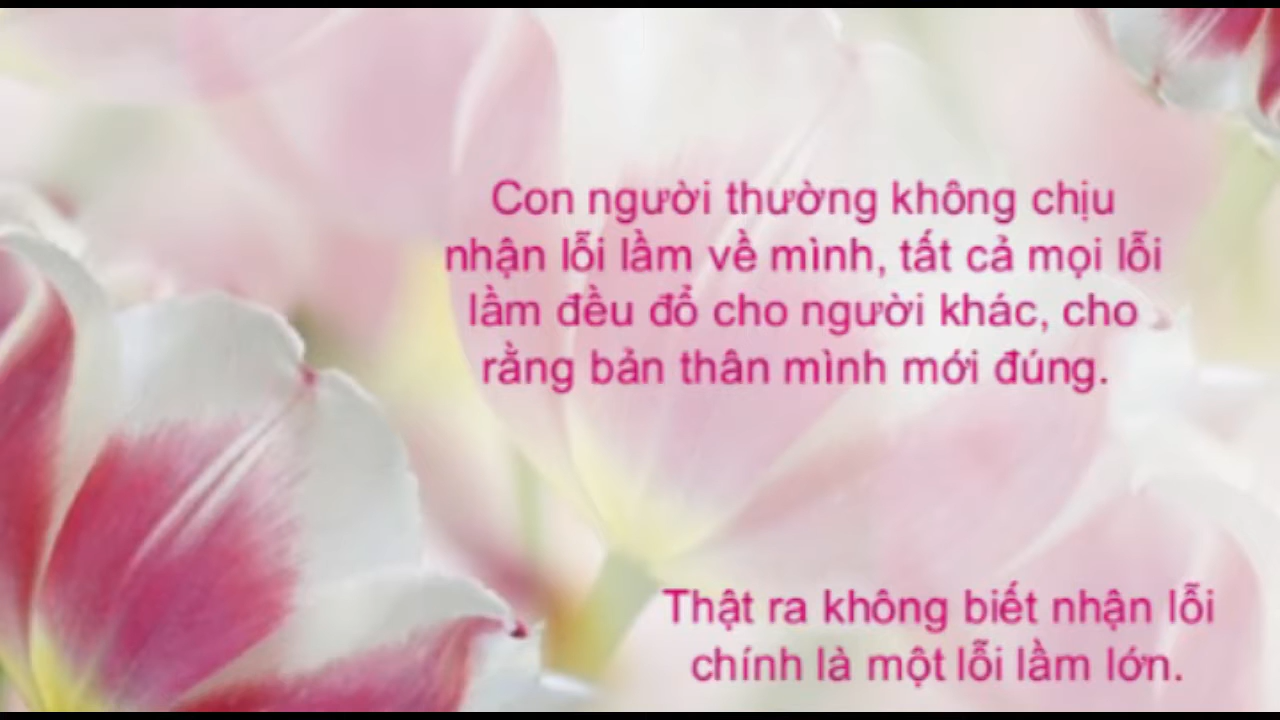 Con người thường không chịu
nhận lỗi lầm về mình, tất cả mọi lỗi
lầm đều đổ cho người khác, cho
rằng bản thân mình mới đúng.
Thật ra không biết nhận lỗi
chính là một lỗi lầm lớn.